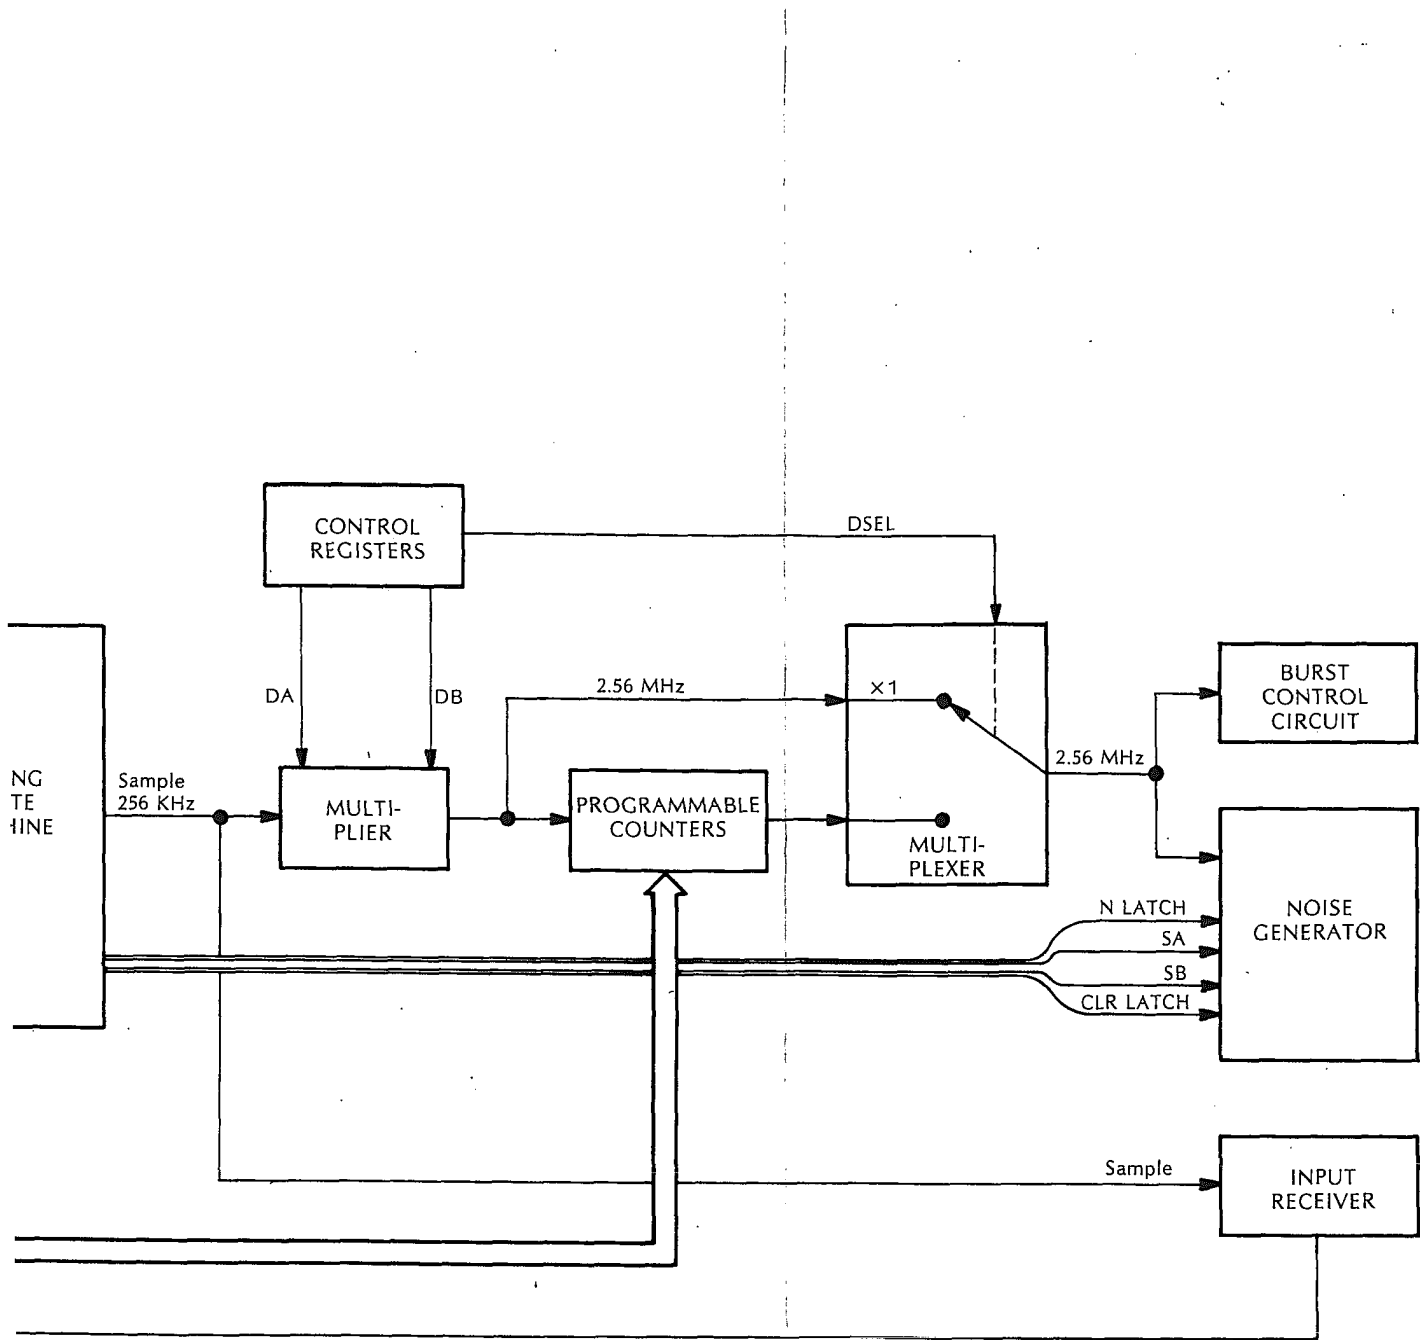 CONTROL
REGISTERS
DSEL
DA
DB
2.56 MHz
×1
BURST
CONTROL
CIRCUIT
2.56 MHz
NG
TE
HINE
Sample
256 KHz
MULTI-
PLIER
PROGRAMMABLE
COUNTERS
MULTI-
PLEXER
N LATCH
SA
SB
CLR LATCH
NOISE
GENERATOR
Sample
INPUT
RECEIVER